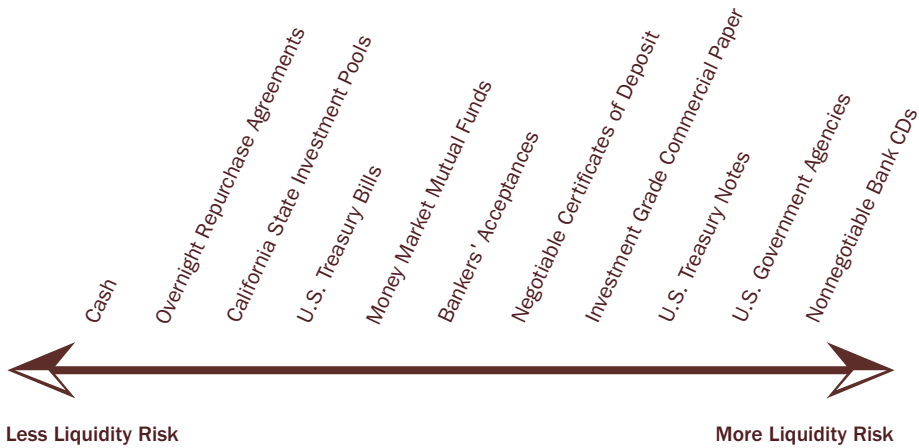 Cash
Overnight Repurchase Agreements
California State Investment Pools
U.S. Treasury Bills
Money Market Mutual Funds
Bankers' Acceptances
Negotiable Certificates of Deposit
Investment Grade Commercial Paper
U.S. Treasury Notes
U.S. Government Agencies
Nonnegotiable Bank CDs
Less Liquidity Risk
More Liquidity Risk